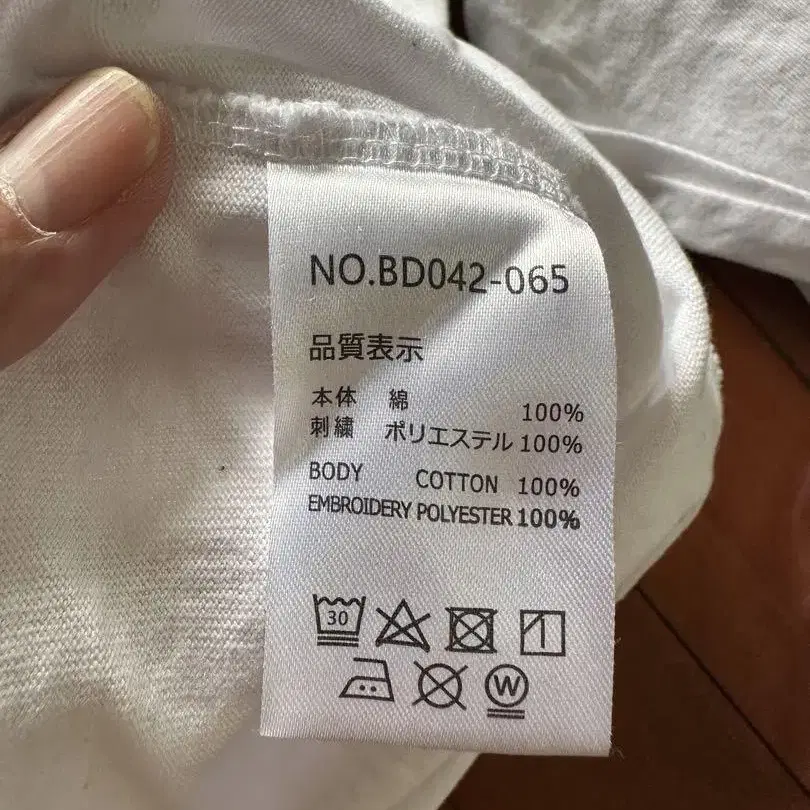 NO.BD042-065
品質表示
本体 綿 100%
刺繍 ポリエステル 100%
BODY COTTON 100%
EMBROIDERY POLYESTER 100%
30
W